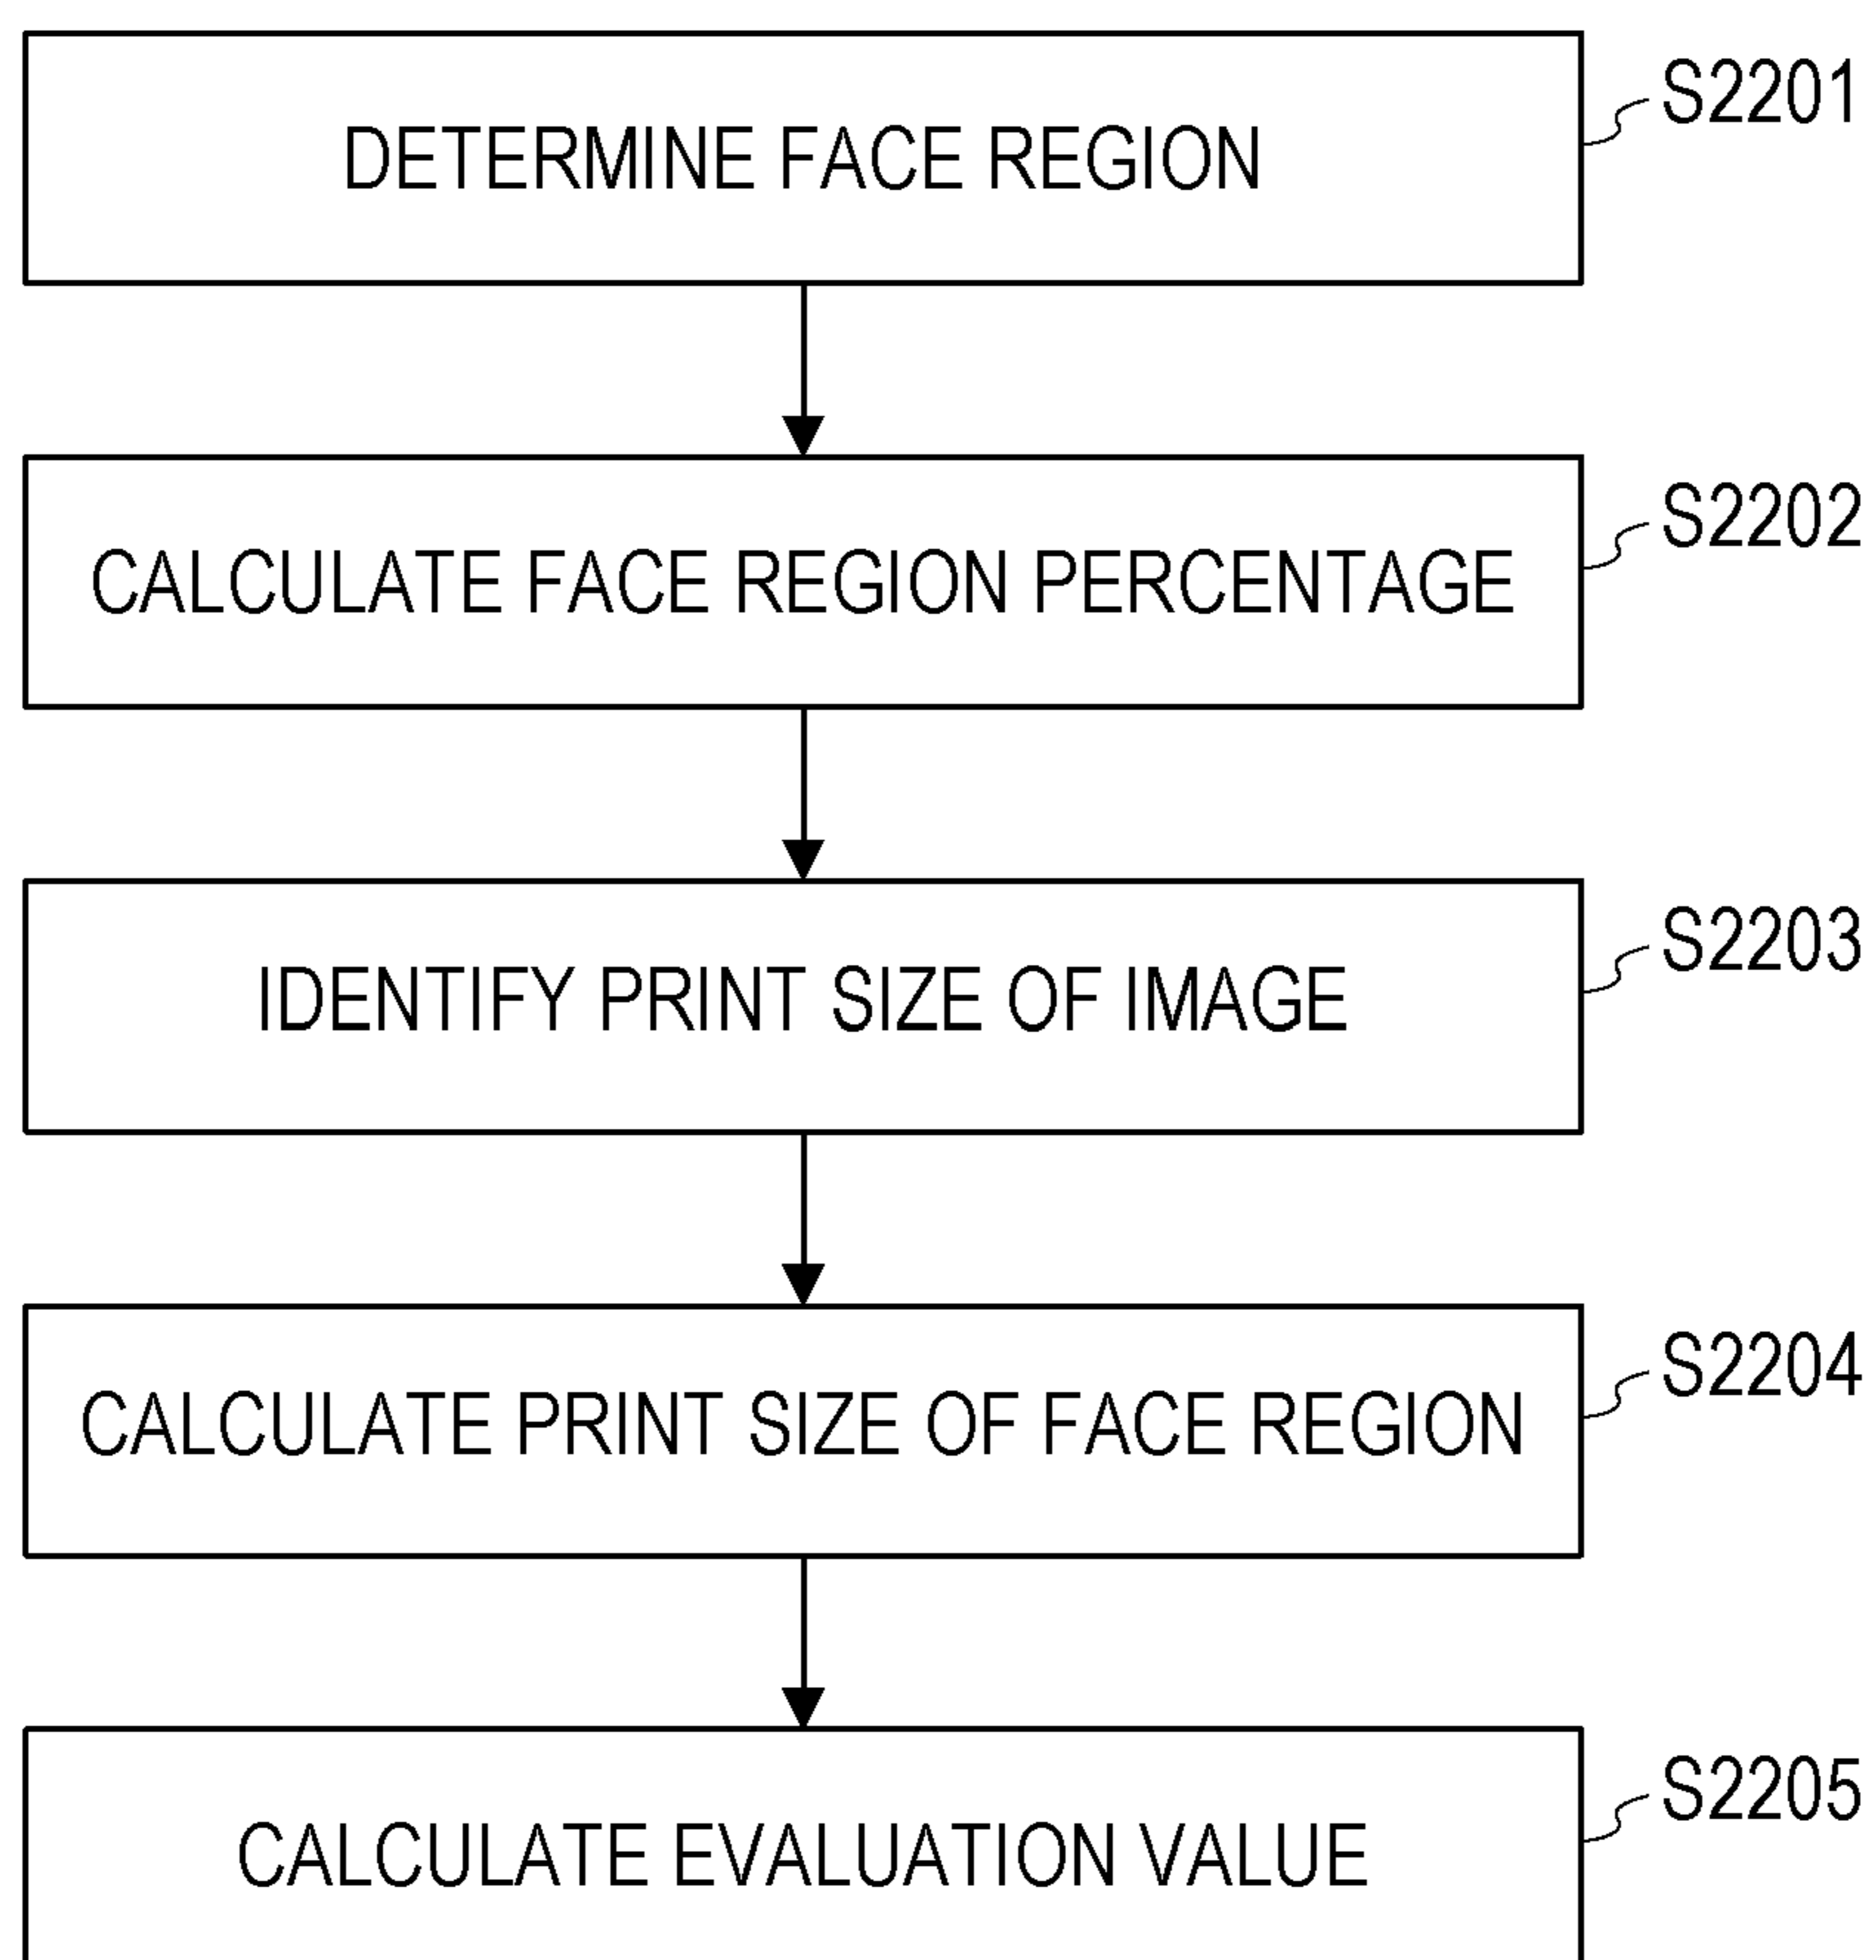 S2201
DETERMINE FACE REGION
S2202
CALCULATE FACE REGION PERCENTAGE
S2203
IDENTIFY PRINT SIZE OF IMAGE
S2204
CALCULATE PRINT SIZE OF FACE REGION
S2205
CALCULATE EVALUATION VALUE